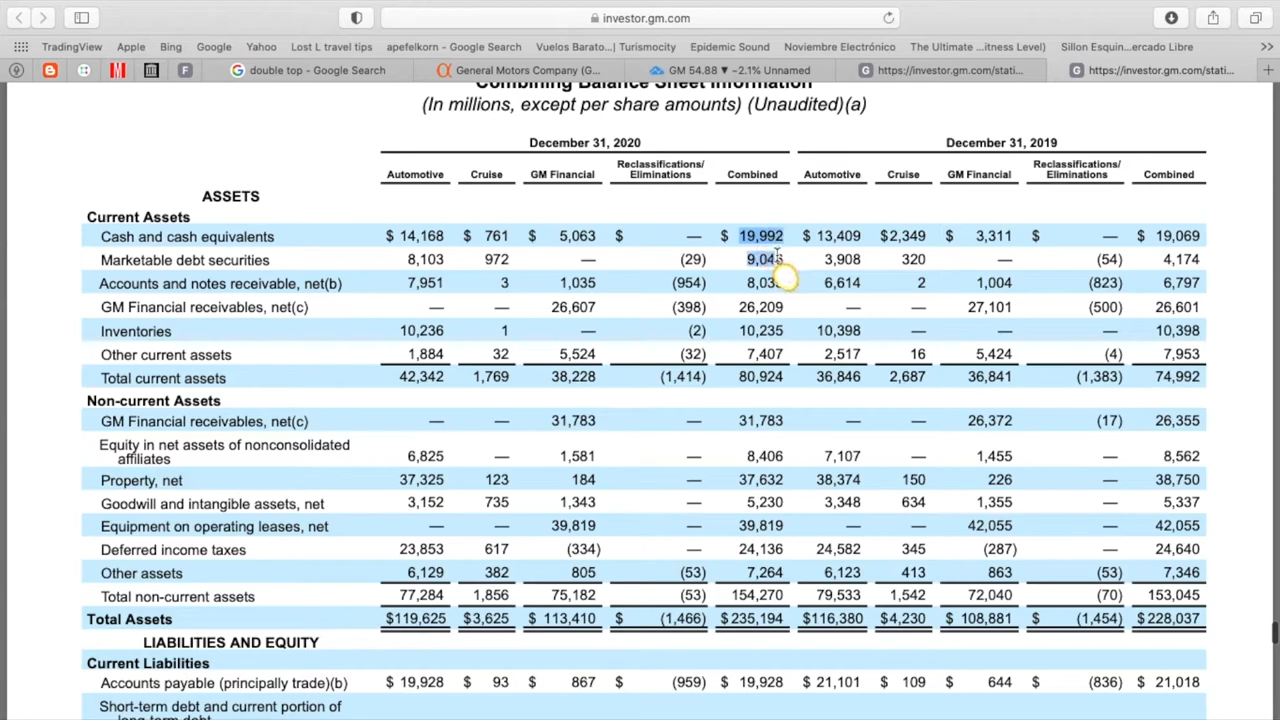 investor.gm.com
TradingView Apple Bing Google Yahoo Lost L travel tips apefelkorn - Google Search Vuelos Barato...| Turismocity Epidemic Sound Noviembre Electrónico The Ultimate ...itness Level) Sillon Esquin...ercado Libre >>
double top - Google Search General Motors Company (G... GM 54.88 ▼ −2.1% Unnamed https://investor.gm.com/stati... https://investor.gm.com/stati...
Combining Balance Sheet Information
(In millions, except per share amounts) (Unaudited)(a)
December 31, 2020 December 31, 2019
Automotive Cruise GM Financial Reclassifications/ Eliminations Combined Automotive Cruise GM Financial Reclassifications/ Eliminations Combined
ASSETS
Current Assets
Cash and cash equivalents $ 14,168 $ 761 $ 5,063 $ — $ 19,992 $ 13,409 $2,349 $ 3,311 $ — $ 19,069
Marketable debt securities 8,103 972 — (29) 3,908 320 — (54) 4,174
Accounts and notes receivable, net(b) 7,951 3 1,035 (954) 6,614 2 1,004 (823) 6,797
GM Financial receivables, net(c) — — 26,607 (398) 26,209 — — 27,101 (500) 26,601
Inventories 10,236 1 — (2) 10,235 10,398 — — — 10,398
Other current assets 1,884 32 5,524 (32) 7,407 2,517 16 5,424 (4) 7,953
Total current assets 42,342 1,769 38,228 (1,414) 80,924 36,846 2,687 36,841 (1,383) 74,992
Non-current Assets
GM Financial receivables, net(c) — — 31,783 — 31,783 — — 26,372 (17) 26,355
Equity in net assets of nonconsolidated
affiliates 6,825 — 1,581 — 8,406 7,107 — 1,455 — 8,562
Property, net 37,325 123 184 — 37,632 38,374 150 226 — 38,750
Goodwill and intangible assets, net 3,152 735 1,343 — 5,230 3,348 634 1,355 — 5,337
Equipment on operating leases, net — — 39,819 — 39,819 — — 42,055 — 42,055
Deferred income taxes 23,853 617 (334) — 24,136 24,582 345 (287) — 24,640
Other assets 6,129 382 805 (53) 7,264 6,123 413 863 (53) 7,346
Total non-current assets 77,284 1,856 75,182 (53) 154,270 79,533 1,542 72,040 (70) 153,045
Total Assets $119,625 $3,625 $ 113,410 $ (1,466) $235,194 $116,380 $4,230 $ 108,881 $ (1,454) $228,037
LIABILITIES AND EQUITY
Current Liabilities
Accounts payable (principally trade)(b) $ 19,928 $ 93 $ 867 $ (959) $ 19,928 $ 21,101 $ 109 $ 644 $ (836) $ 21,018
Short-term debt and current portion of
long-term debt